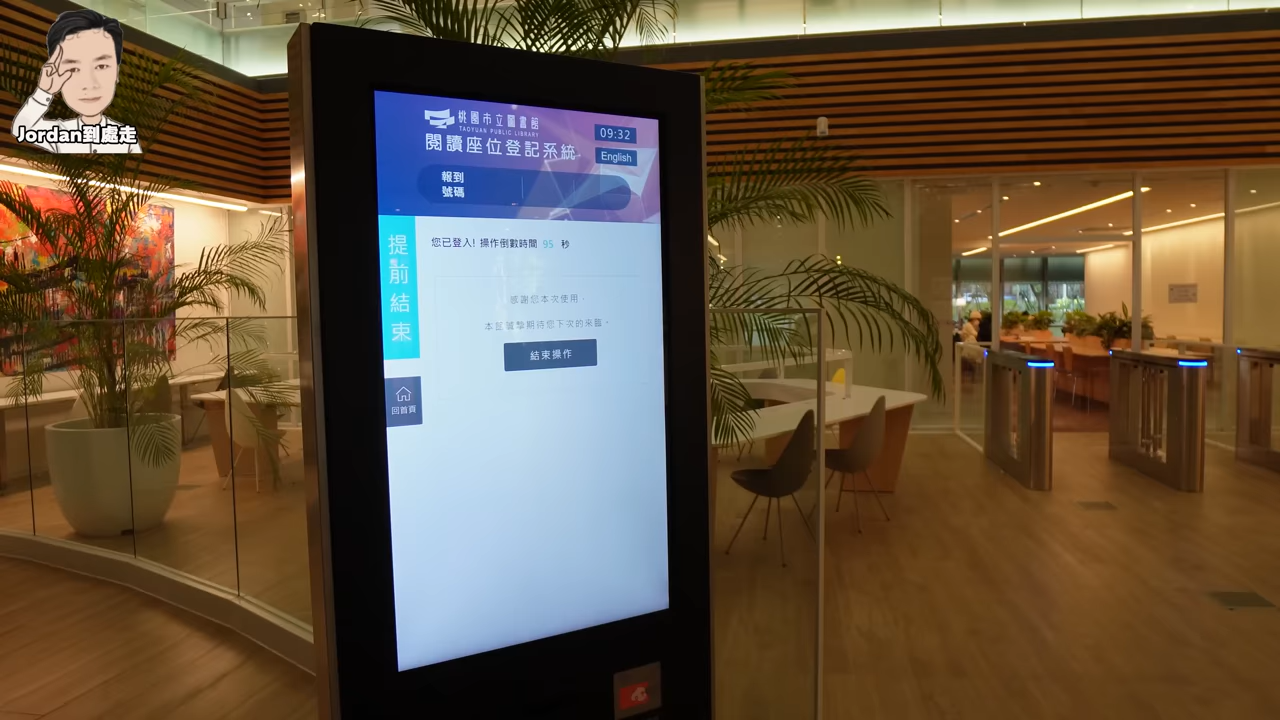 Jordan到處走
桃園市立圖書館
TAOYUAN PUBLIC LIBRARY
閱讀座位登記系統
09:32
English
報到
號碼
提前結束
您已登入! 操作倒數時間 95 秒
感謝您本次使用，
本館誠摯期待您下次的來臨。
結束操作
回首頁